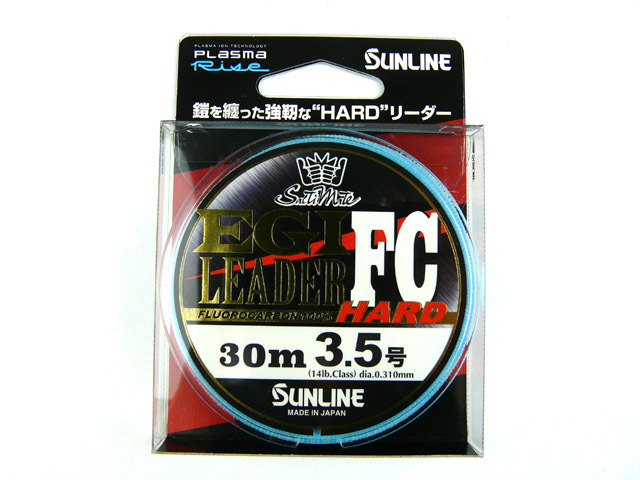 PLASMA ION TECHNOLOGY
PLASMA
Rise
SUNLINE
鎧を纏った強靭な"HARD"リーダー
SaltiMate
EGI
LEADER FC
FLUOROCARBON100% HARD
30m 3.5号
(14lb.Class) dia.0.310mm
SUNLINE
MADE IN JAPAN